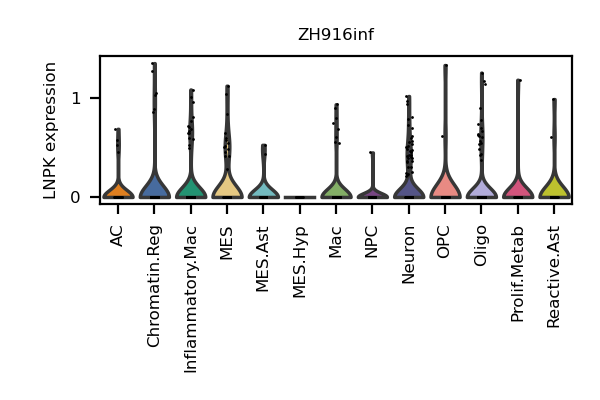 ZH916inf
LNPK expression
1
0
AC
Chromatin.Reg
Inflammatory.Mac
MES
MES.Ast
MES.Hyp
Mac
NPC
Neuron
OPC
Oligo
Prolif.Metab
Reactive.Ast